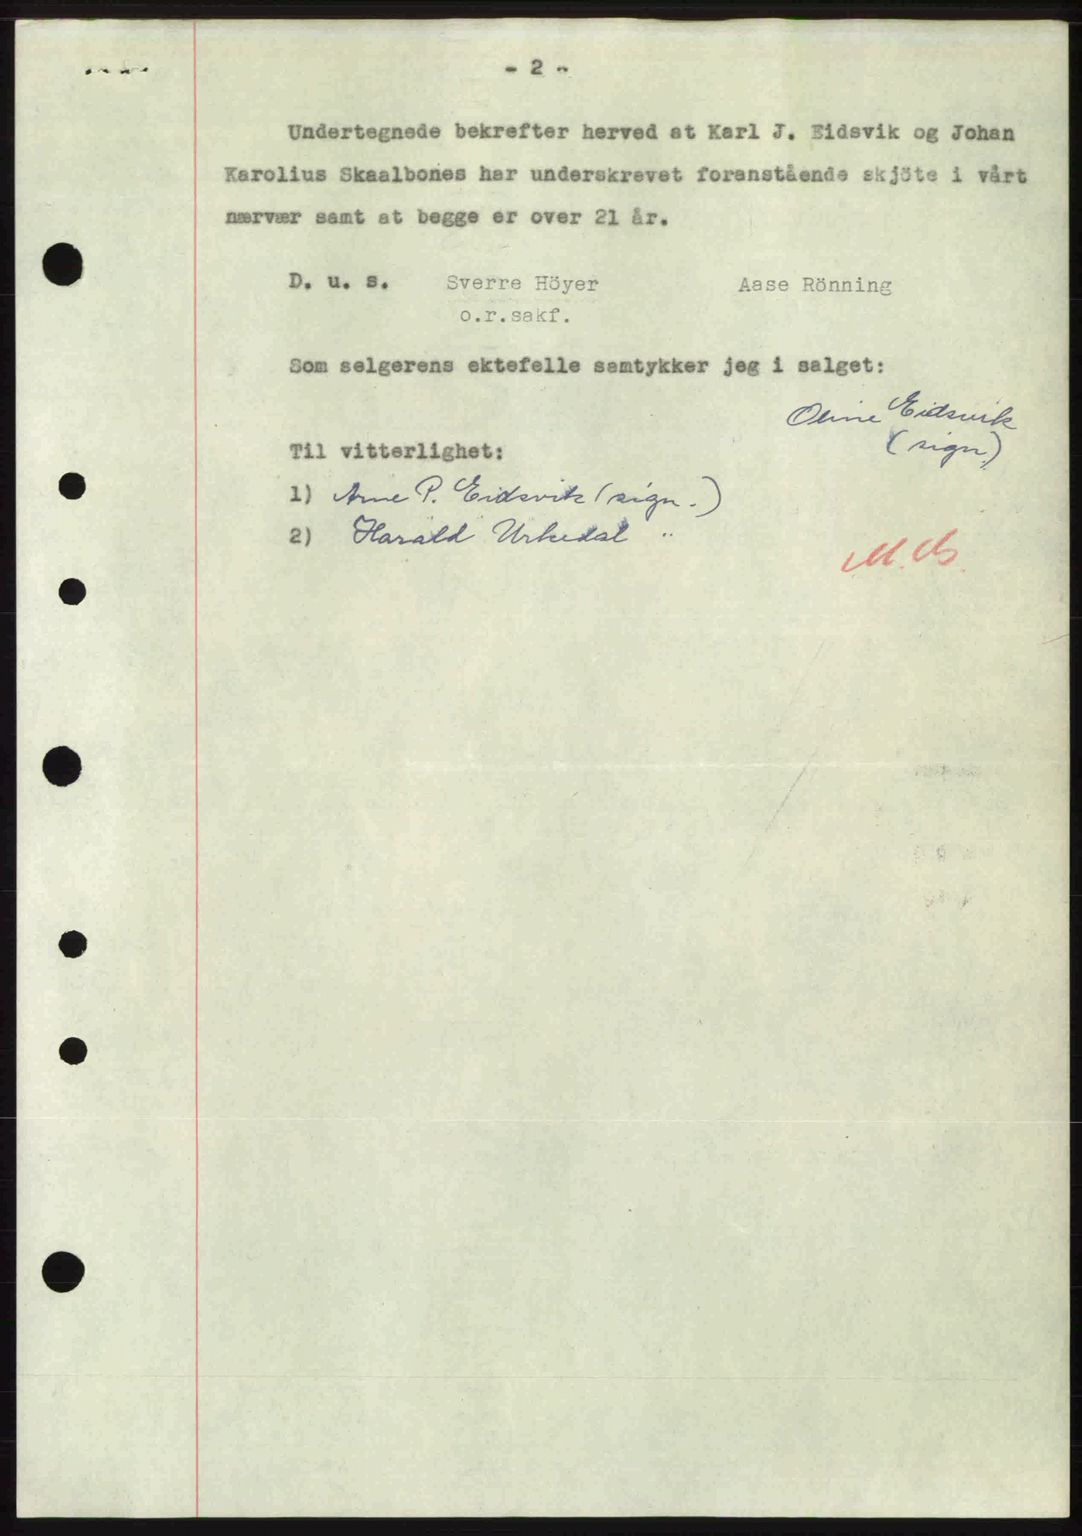 - 2 -
Undertegnede bekrefter herved at Karl J. Eidsvik og Johan
Karolius Skaalbones har underskrevet foranstående skjöte i vårt
nærvær samt at begge er over 21 år.
D. u. s. Sverre Höyer Aase Rönning
o.r.sakf.
Som selgerens ektefelle samtykker jeg i salget:
Oline Eidsvik
(sign.)
Til vitterlighet:
1) Arne P. Eidsvik (sign.)
2) Harald Urkedal "